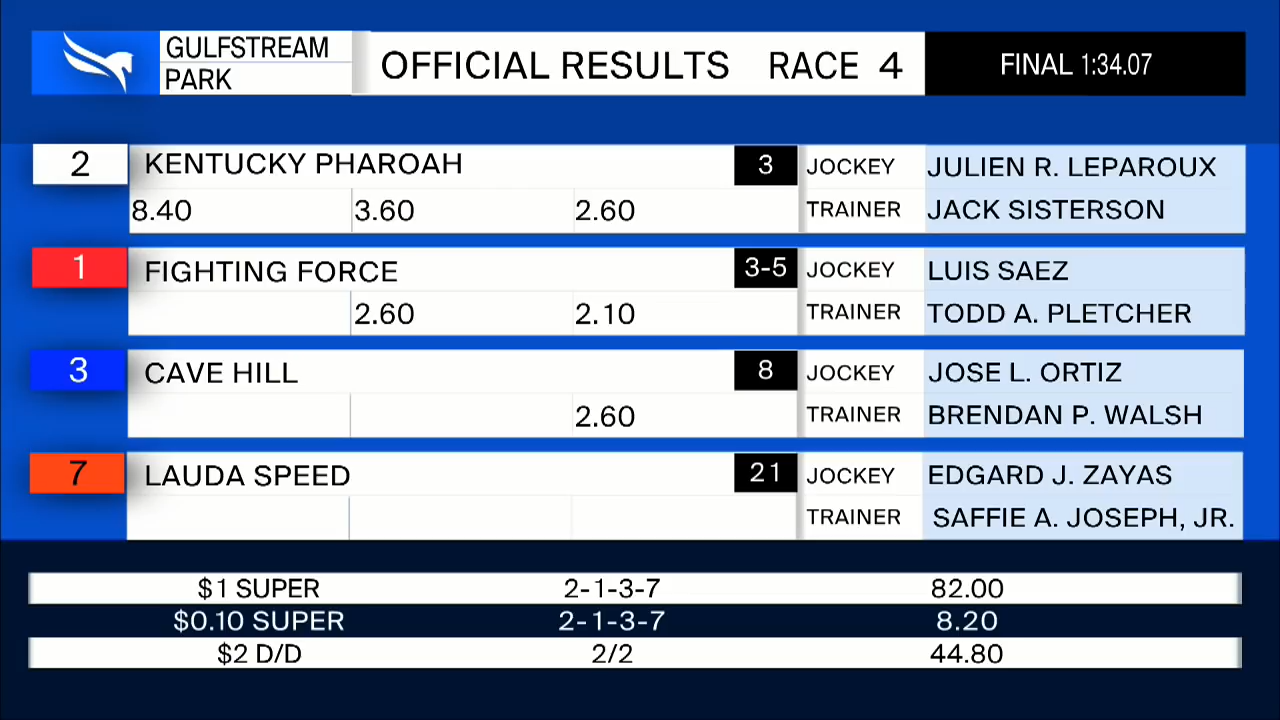 GULFSTREAM PARK OFFICIAL RESULTS RACE 4 FINAL 1:34.07
2 KENTUCKY PHAROAH 3 JOCKEY JULIEN R. LEPAROUX
8.40 3.60 2.60 TRAINER JACK SISTERSON
1 FIGHTING FORCE 3-5 JOCKEY LUIS SAEZ
2.60 2.10 TRAINER TODD A. PLETCHER
3 CAVE HILL 8 JOCKEY JOSE L. ORTIZ
2.60 TRAINER BRENDAN P. WALSH
7 LAUDA SPEED 21 JOCKEY EDGARD J. ZAYAS
TRAINER SAFFIE A. JOSEPH, JR.
$1 SUPER 2-1-3-7 82.00
$0.10 SUPER 2-1-3-7 8.20
$2 D/D 2/2 44.80